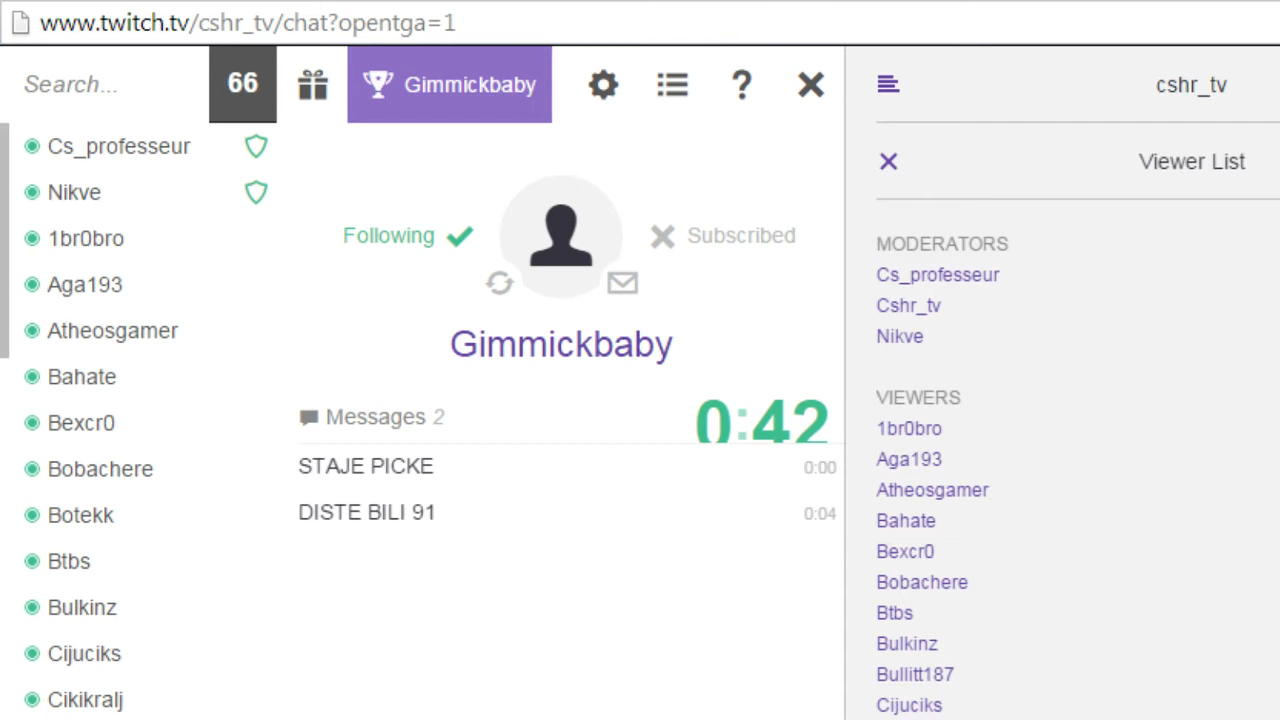 www.twitch.tv/cshr_tv/chat?opentga=1
Search...
66
Gimmickbaby
?
Cs_professeur
Nikve
1br0bro
Aga193
Atheosgamer
Bahate
Bexcr0
Bobachere
Botekk
Btbs
Bulkinz
Cijuciks
Cikikralj
Following
Subscribed
Gimmickbaby
Messages 2
0:42
STAJE PICKE 0:00
DISTE BILI 91 0:04
cshr_tv
Viewer List
MODERATORS
Cs_professeur
Cshr_tv
Nikve
VIEWERS
1br0bro
Aga193
Atheosgamer
Bahate
Bexcr0
Bobachere
Btbs
Bulkinz
Bullitt187
Cijuciks